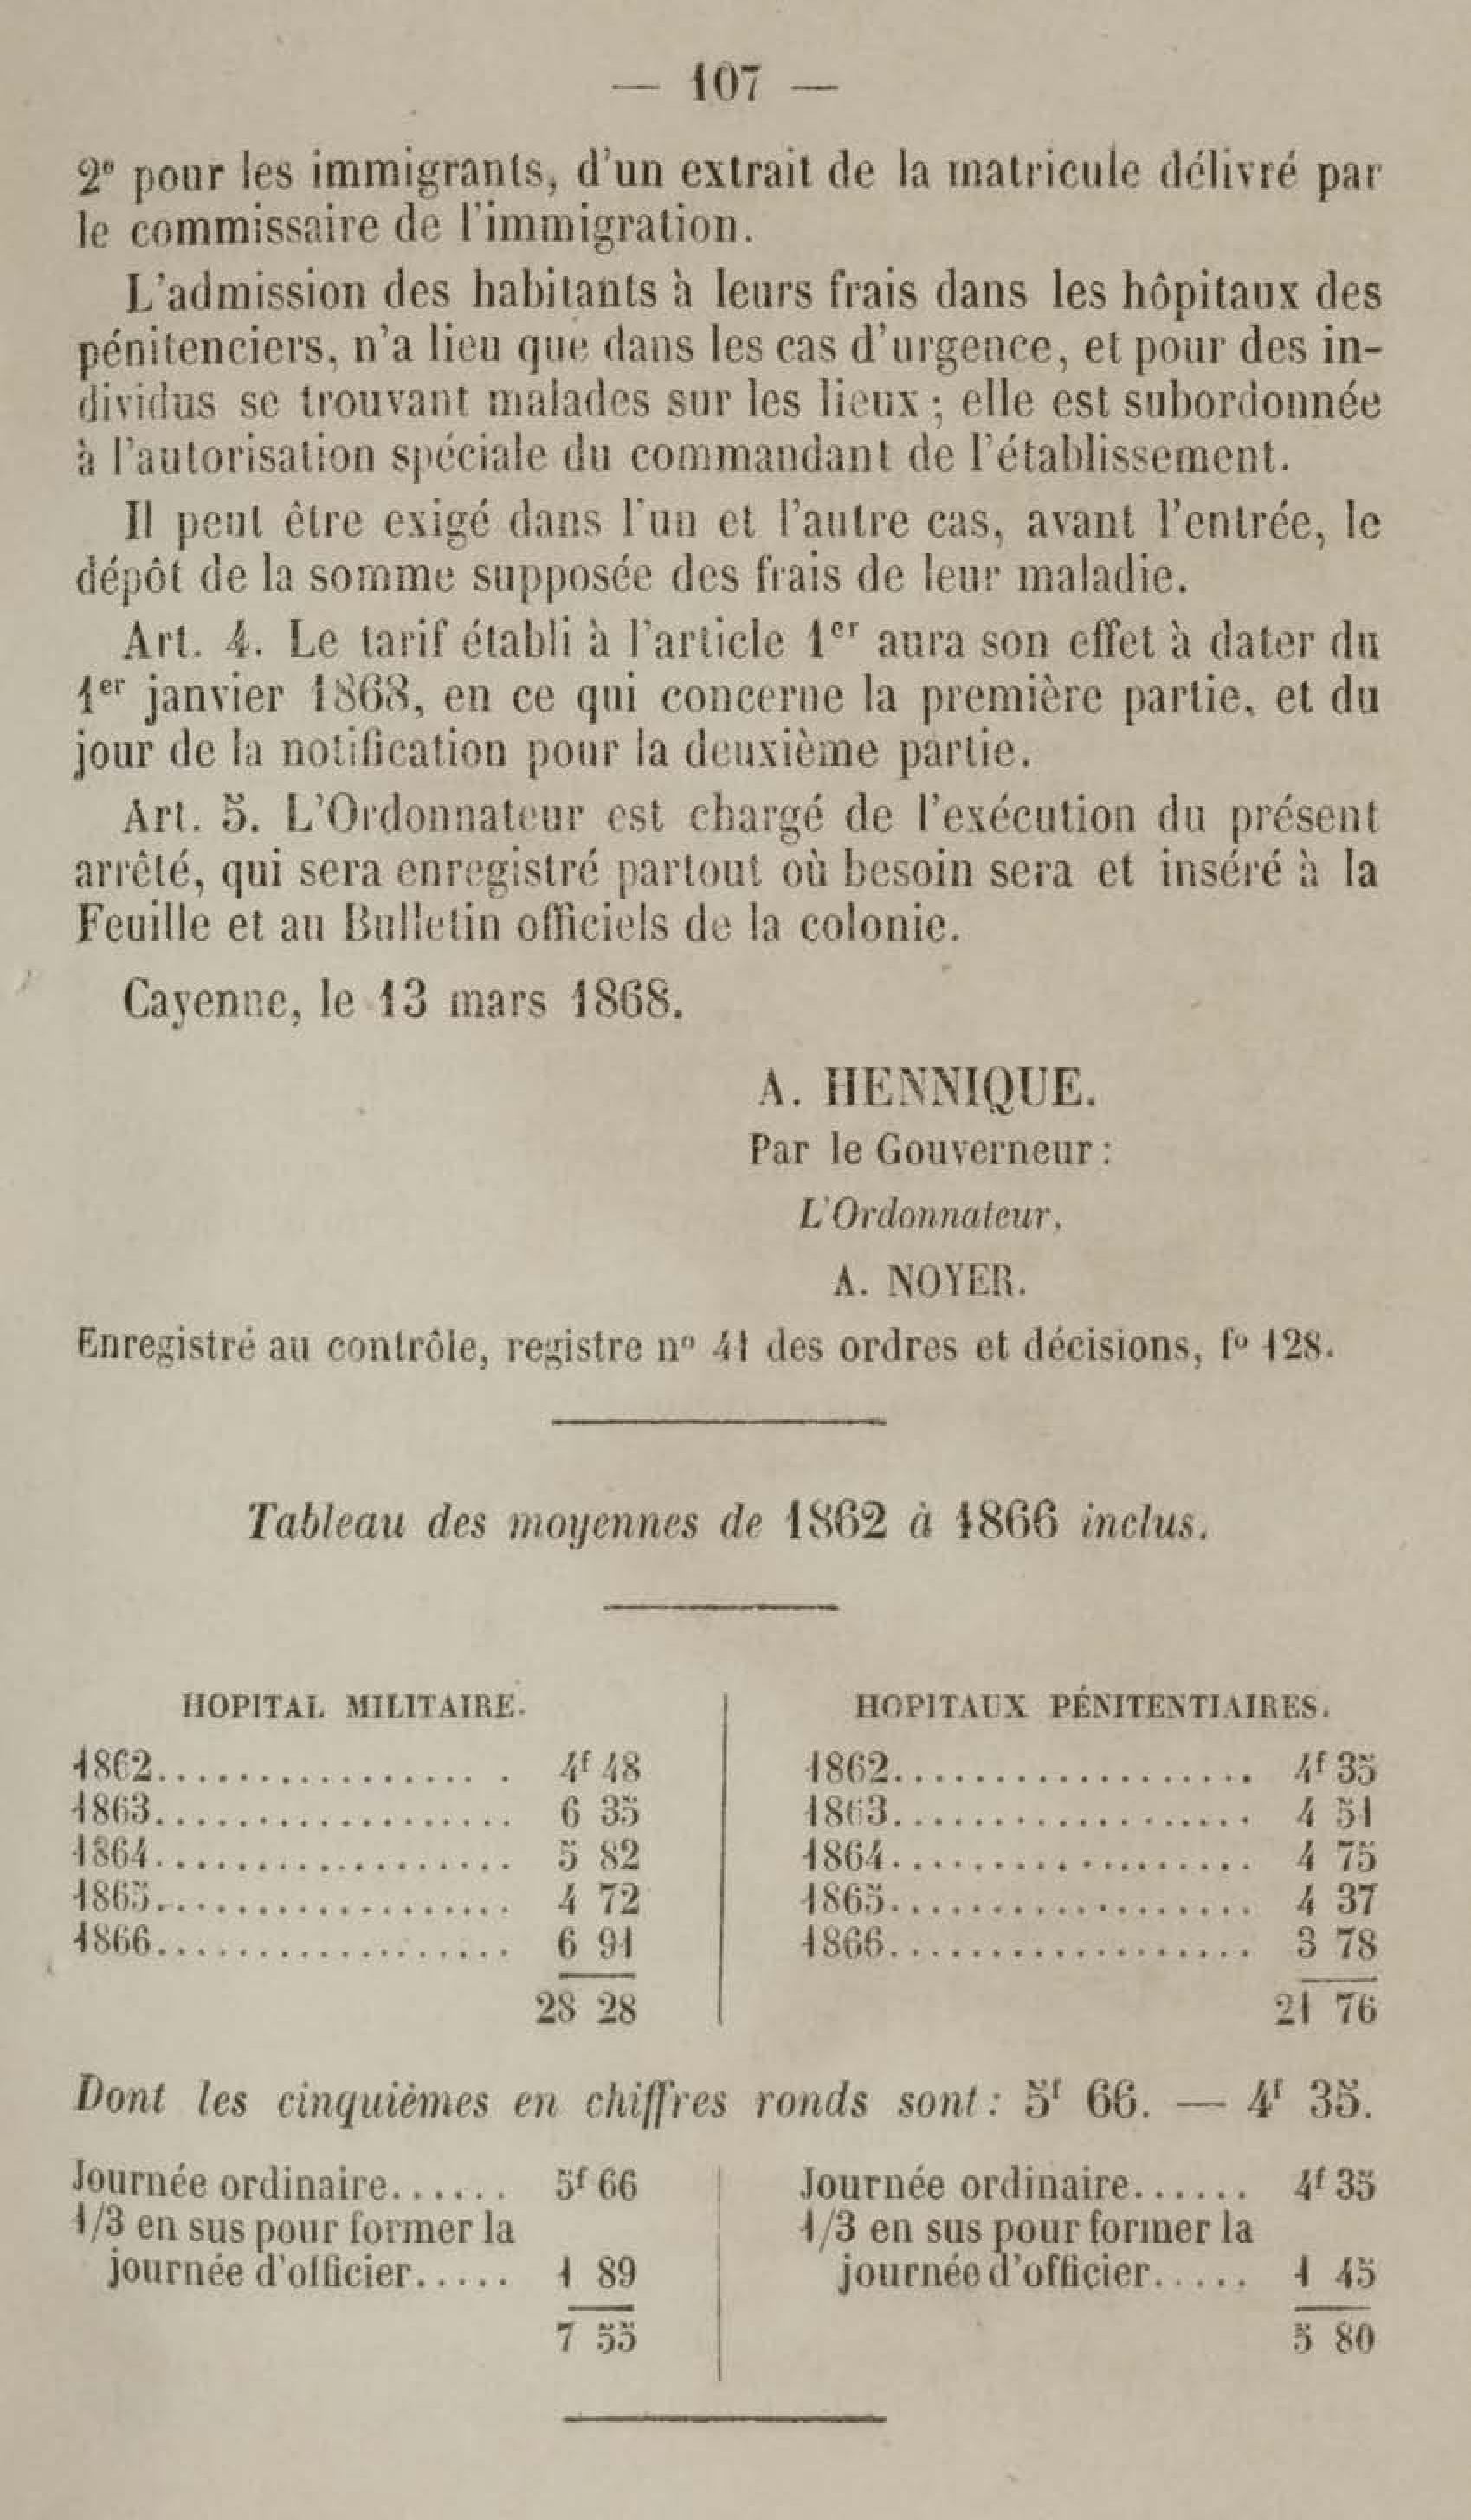 — 107 —
2° pour les immigrants, d'un extrait de la matricule délivré par
le commissaire de l'immigration.
L'admission des habitants à leurs frais dans les hôpitaux des
pénitenciers, n'a lieu que dans les cas d'urgence, et pour des in-
dividus se trouvant malades sur les lieux ; elle est subordonnée
à l'autorisation spéciale du commandant de l'établissement.
Il peut être exigé dans l'un et l'autre cas, avant l'entrée, le
dépôt de la somme supposée des frais de leur maladie.
Art. 4. Le tarif établi à l'article 1er aura son effet à dater du
1er janvier 1868, en ce qui concerne la première partie, et du
jour de la notification pour la deuxième partie.
Art. 5. L'Ordonnateur est chargé de l'exécution du présent
arrêté, qui sera enregistré partout où besoin sera et inséré à la
Feuille et au Bulletin officiels de la colonie.
Cayenne, le 13 mars 1868.
A. HENNIQUE.
Par le Gouverneur :
L'Ordonnateur,
A. NOYER.
Enregistré au contrôle, registre n° 41 des ordres et décisions, f° 128.
Tableau des moyennes de 1862 à 1866 inclus.
HOPITAL MILITAIRE.
1862................... 4f 48
1863................... 6 35
1864................... 5 82
1865................... 4 72
1866................... 6 91
28 28
HOPITAUX PÉNITENTIAIRES.
1862................... 4f 35
1863................... 4 51
1864................... 4 75
1865................... 4 37
1866................... 3 78
21 76
Dont les cinquièmes en chiffres ronds sont : 5f 66. — 4f 35.
Journée ordinaire...... 5f 66
1/3 en sus pour former la
journée d'officier..... 1 89
7 55
Journée ordinaire...... 4f 35
1/3 en sus pour former la
journée d'officier..... 1 45
5 80